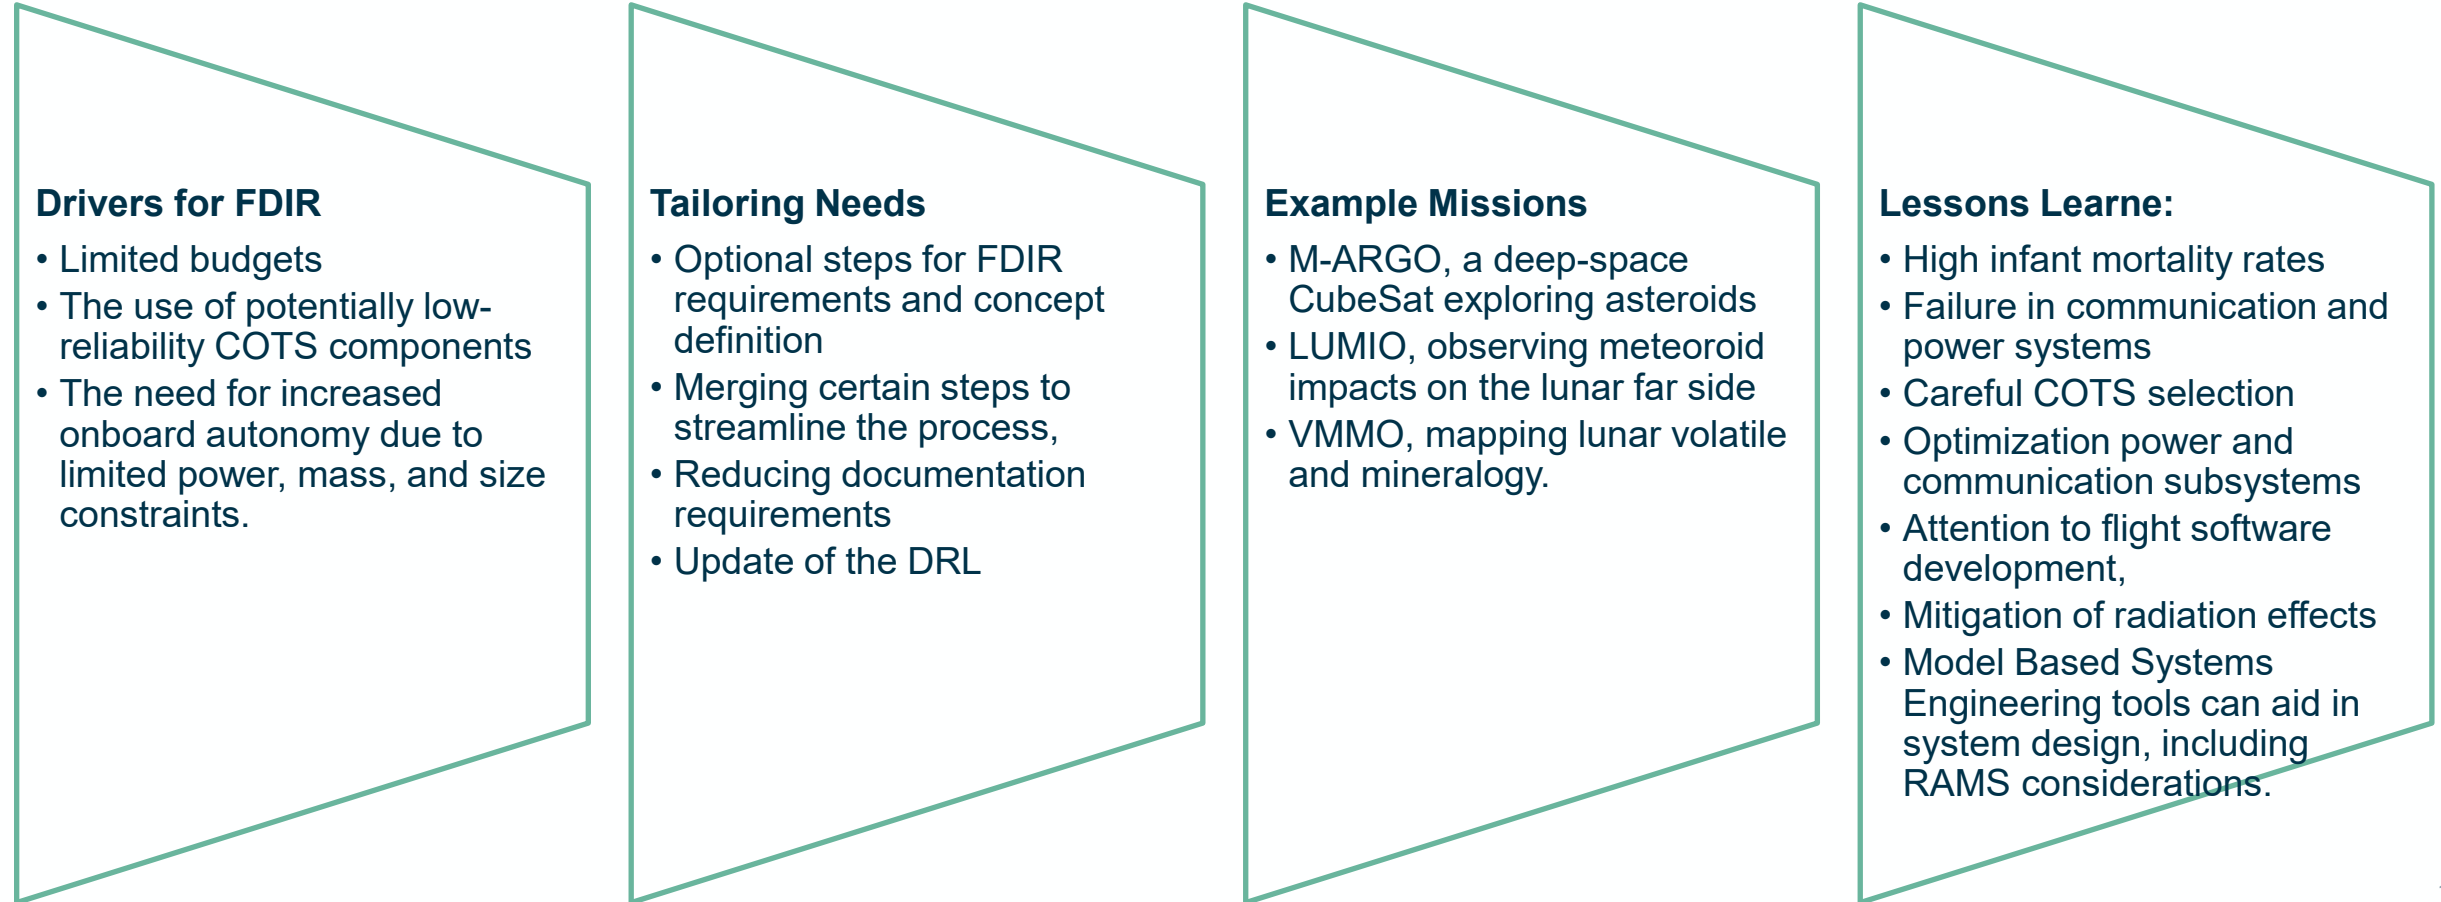 Drivers for FDIR
• Limited budgets
• The use of potentially low-
reliability COTS components
• The need for increased
onboard autonomy due to
limited power, mass, and size
constraints.
Tailoring Needs
• Optional steps for FDIR
requirements and concept
definition
• Merging certain steps to
streamline the process,
• Reducing documentation
requirements
• Update of the DRL
Example Missions
• M-ARGO, a deep-space
CubeSat exploring asteroids
• LUMIO, observing meteoroid
impacts on the lunar far side
• VMMO, mapping lunar volatile
and mineralogy.
Lessons Learne:
• High infant mortality rates
• Failure in communication and
power systems
• Careful COTS selection
• Optimization power and
communication subsystems
• Attention to flight software
development,
• Mitigation of radiation effects
• Model Based Systems
Engineering tools can aid in
system design, including
RAMS considerations.